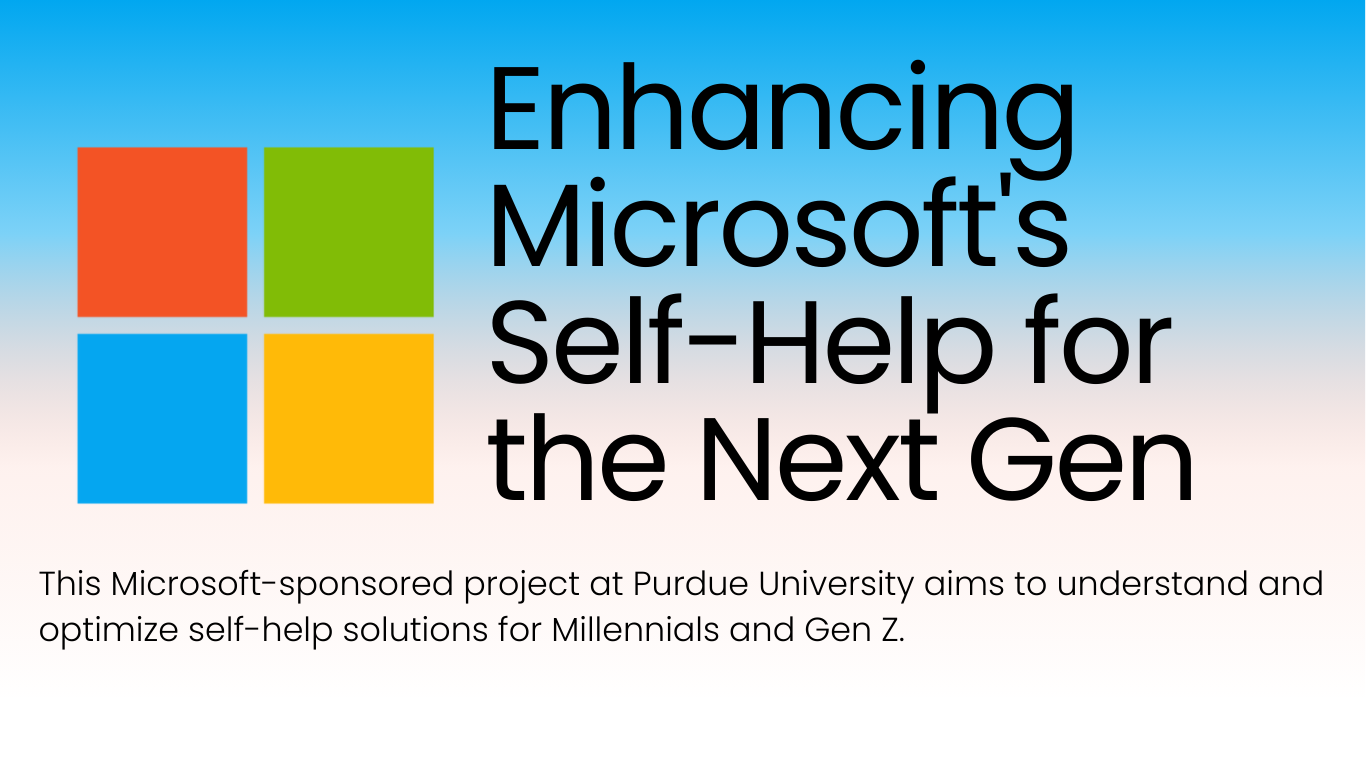 Enhancing
Microsoft's
Self-Help for
the Next Gen
This Microsoft-sponsored project at Purdue University aims to understand and
optimize self-help solutions for Millennials and Gen Z.